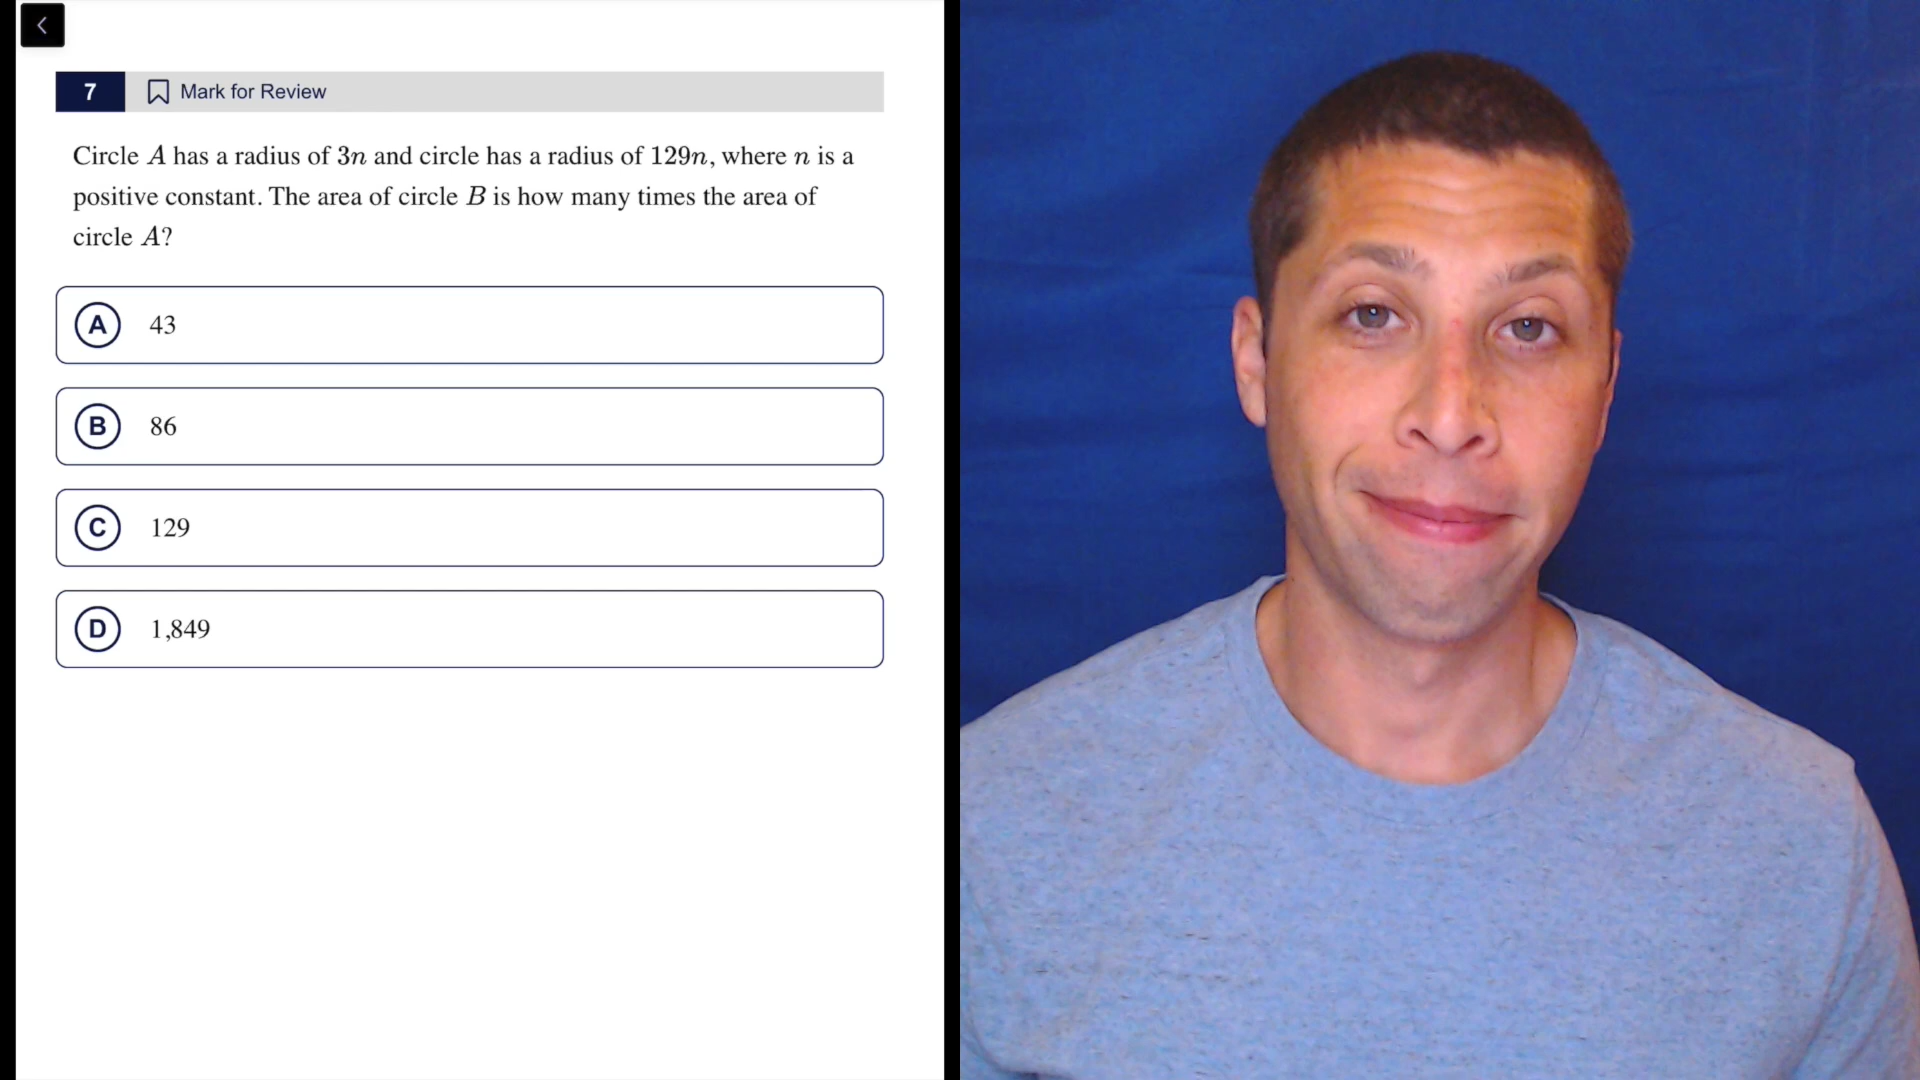 7 Mark for Review
Circle A has a radius of 3n and circle has a radius of 129n, where n is a
positive constant. The area of circle B is how many times the area of
circle A?
A 43
B 86
C 129
D 1,849